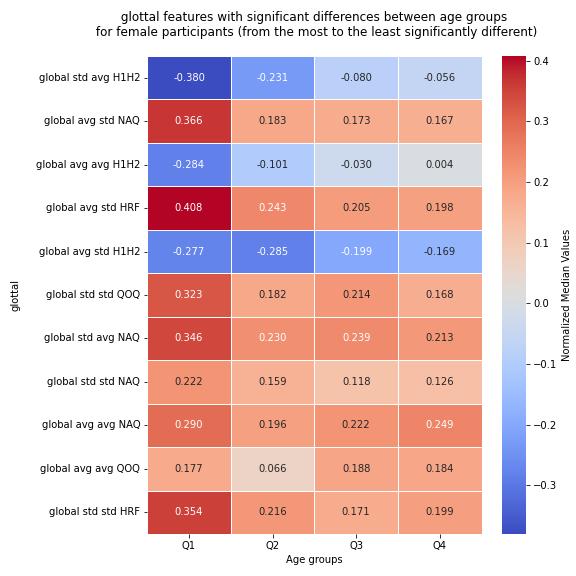 glottal features with significant differences between age groups
for female participants (from the most to the least significantly different)
global std avg H1H2 -0.380 -0.231 -0.080 -0.056
global avg std NAQ 0.366 0.183 0.173 0.167
global avg avg H1H2 -0.284 -0.101 -0.030 0.004
global avg std HRF 0.408 0.243 0.205 0.198
global avg std H1H2 -0.277 -0.285 -0.199 -0.169
global std std QOQ 0.323 0.182 0.214 0.168
global std avg NAQ 0.346 0.230 0.239 0.213
global std std NAQ 0.222 0.159 0.118 0.126
global avg avg NAQ 0.290 0.196 0.222 0.249
global avg avg QOQ 0.177 0.066 0.188 0.184
global std std HRF 0.354 0.216 0.171 0.199
Q1 Q2 Q3 Q4
Age groups
glottal
0.4
0.3
0.2
0.1
0.0
−0.1
−0.2
−0.3
Normalized Median Values